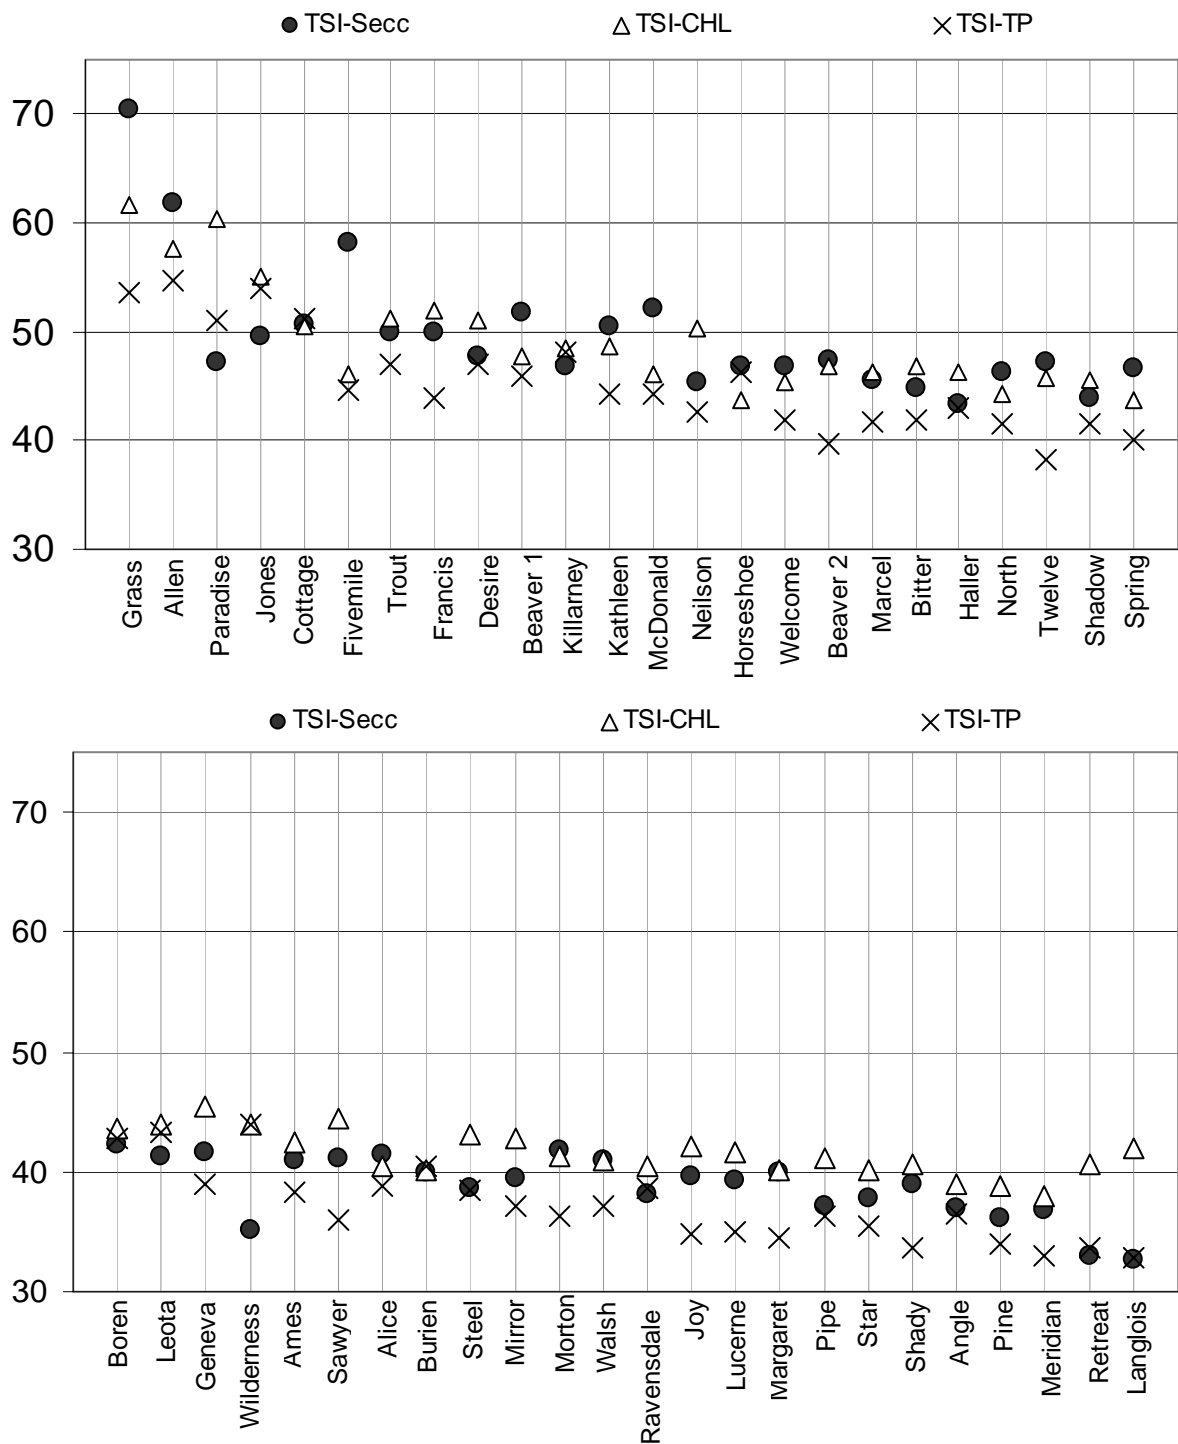 TSI-Secc TSI-CHL TSI-TP
70
60
50
40
30
Grass Allen Paradise Jones Cottage Fivemile Trout Francis Desire Beaver 1 Killarney Kathleen McDonald Neilson Horseshoe Welcome Beaver 2 Marcel Bitter Haller North Twelve Shadow Spring
TSI-Secc TSI-CHL TSI-TP
70
60
50
40
30
Boren Leota Geneva Wilderness Ames Sawyer Alice Burien Steel Mirror Morton Walsh Ravensdale Joy Lucerne Margaret Pipe Star Shady Angle Pine Meridian Retreat Langlois